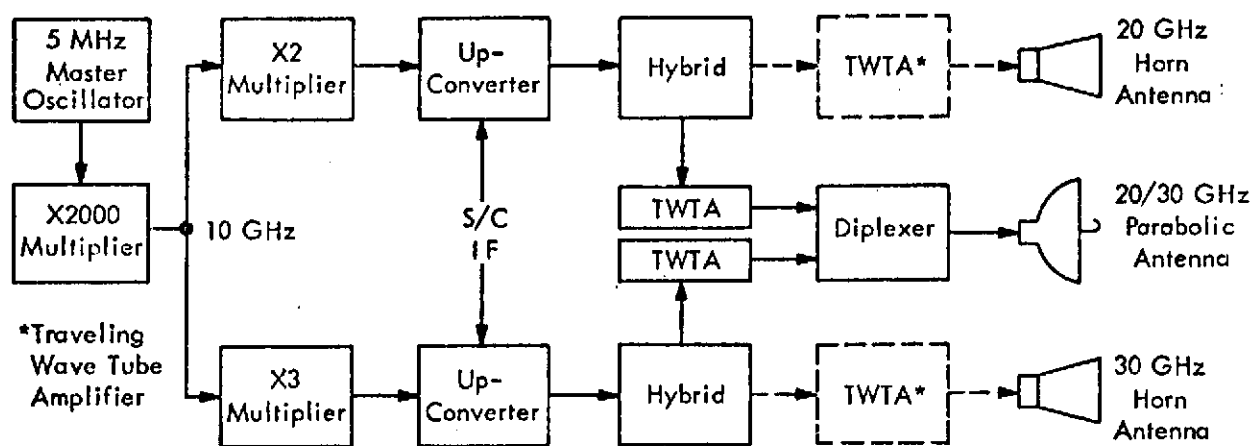 5 MHz
Master
Oscillator
X2
Multiplier
Up-
Converter
Hybrid
TWTA*
20 GHz
Horn
Antenna
X2000
Multiplier
10 GHz
S/C
IF
TWTA
TWTA
Diplexer
20/30 GHz
Parabolic
Antenna
*Traveling
Wave Tube
Amplifier
X3
Multiplier
Up-
Converter
Hybrid
TWTA*
30 GHz
Horn
Antenna